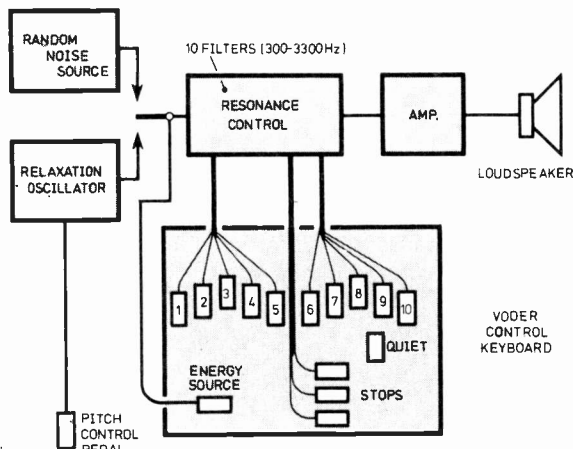 RANDOM
NOISE
SOURCE
10 FILTERS (300-3300Hz)
RESONANCE
CONTROL
AMP.
LOUDSPEAKER
RELAXATION
OSCILLATOR
1 2 3 4 5 6 7 8 9 10
QUIET
VODER
CONTROL
KEYBOARD
ENERGY
SOURCE
STOPS
PITCH
CONTROL
PEDAL